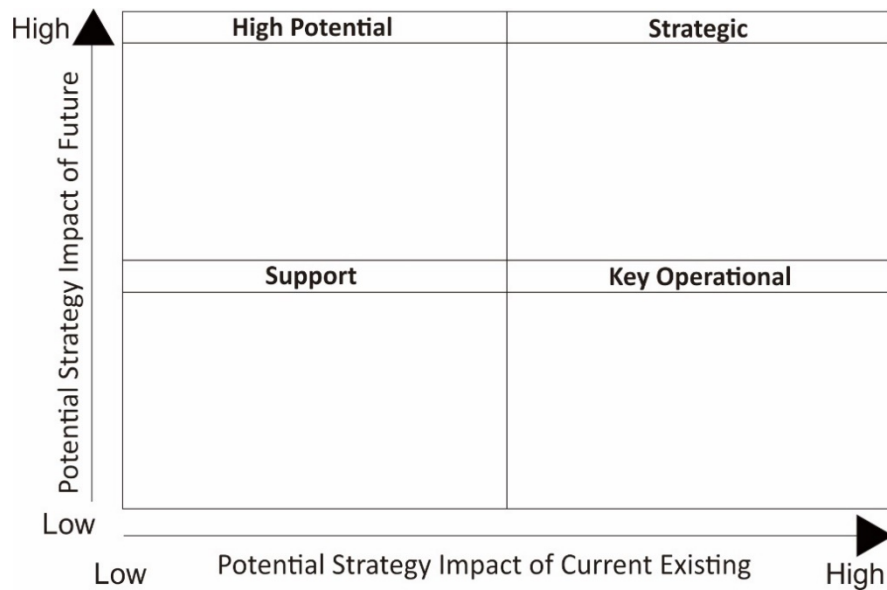 High
High Potential
Strategic
Potential Strategy Impact of Future
Support
Key Operational
Low
Low
Potential Strategy Impact of Current Existing
High